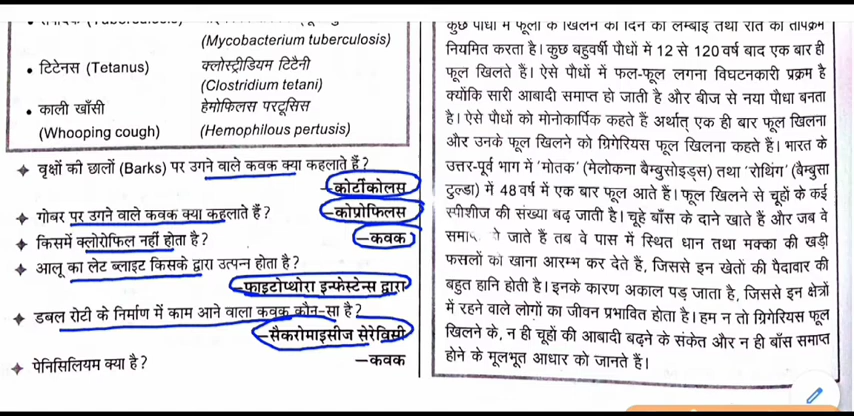 (Mycobacterium tuberculosis)
• टिटेनस (Tetanus) क्लोस्ट्रीडियम टिटैनी
(Clostridium tetani)
• काली खाँसी हेमोफिलस परटूसिस
(Whooping cough) (Hemophilous pertusis)
वृक्षों की छालों (Barks) पर उगने वाले कवक क्या कहलाते हैं?
–कोर्टीकोलस
गोबर पर उगने वाले कवक क्या कहलाते हैं? –कोप्रोफिलस
किसमें क्लोरोफिल नहीं होता है? –कवक
आलू का लेट ब्लाइट किसके द्वारा उत्पन्न होता है?
–फाइटोप्थोरा इन्फेस्टेन्स द्वारा
डबल रोटी के निर्माण में काम आने वाला कवक कौन-सा है?
–सैकरोमाइसीज सेरेविसी
पेनिसिलियम क्या है? –कवक
कुछ पौधों में फूलों के खिलने को दिन की लम्बाई तथा रात का तापक्रम
नियमित करता है। कुछ बहुवर्षी पौधों में 12 से 120 वर्ष बाद एक बार ही
फूल खिलते हैं। ऐसे पौधों में फल-फूल लगना विघटनकारी प्रक्रम है
क्योंकि सारी आबादी समाप्त हो जाती है और बीज से नया पौधा बनता
है। ऐसे पौधों को मोनोकार्पिक कहते हैं अर्थात् एक ही बार फूल खिलना
और उनके फूल खिलने को ग्रिगेरियस फूल खिलना कहते हैं। भारत के
उत्तर-पूर्व भाग में 'मोतक' (मेलोकना बैम्बुसोइड्स) तथा 'रोथिंग' (बैम्बुसा
टुल्डा) में 48 वर्ष में एक बार फूल आते हैं। फूल खिलने से चूहों के कई
स्पीशीज की संख्या बढ़ जाती है। चूहे बाँस के दाने खाते हैं और जब वे
जाते हैं तब वे पास में स्थित धान तथा मक्का की खड़ी
फसलों को खाना आरम्भ कर देते हैं, जिससे इन खेतों की पैदावार की
बहुत हानि होती है। इनके कारण अकाल पड़ जाता है, जिससे इन क्षेत्रों
में रहने वाले लोगों का जीवन प्रभावित होता है। हम न तो ग्रिगेरियस फूल
खिलने के, न ही चूहों की आबादी बढ़ने के संकेत और न ही बाँस समाप्त
होने के मूलभूत आधार को जानते हैं।